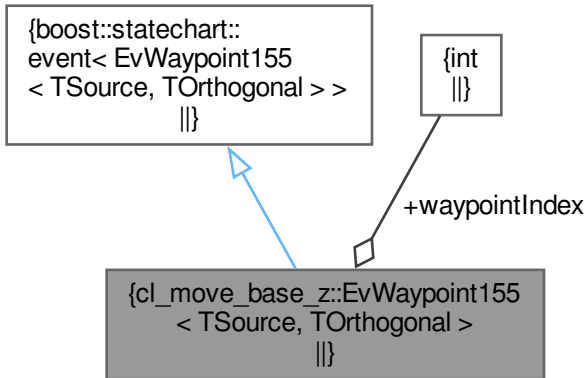 {boost::statechart::
event< EvWaypoint155
< TSource, TOrthogonal > >
||}
{int
||}
+waypointIndex
{cl_move_base_z::EvWaypoint155
< TSource, TOrthogonal >
||}